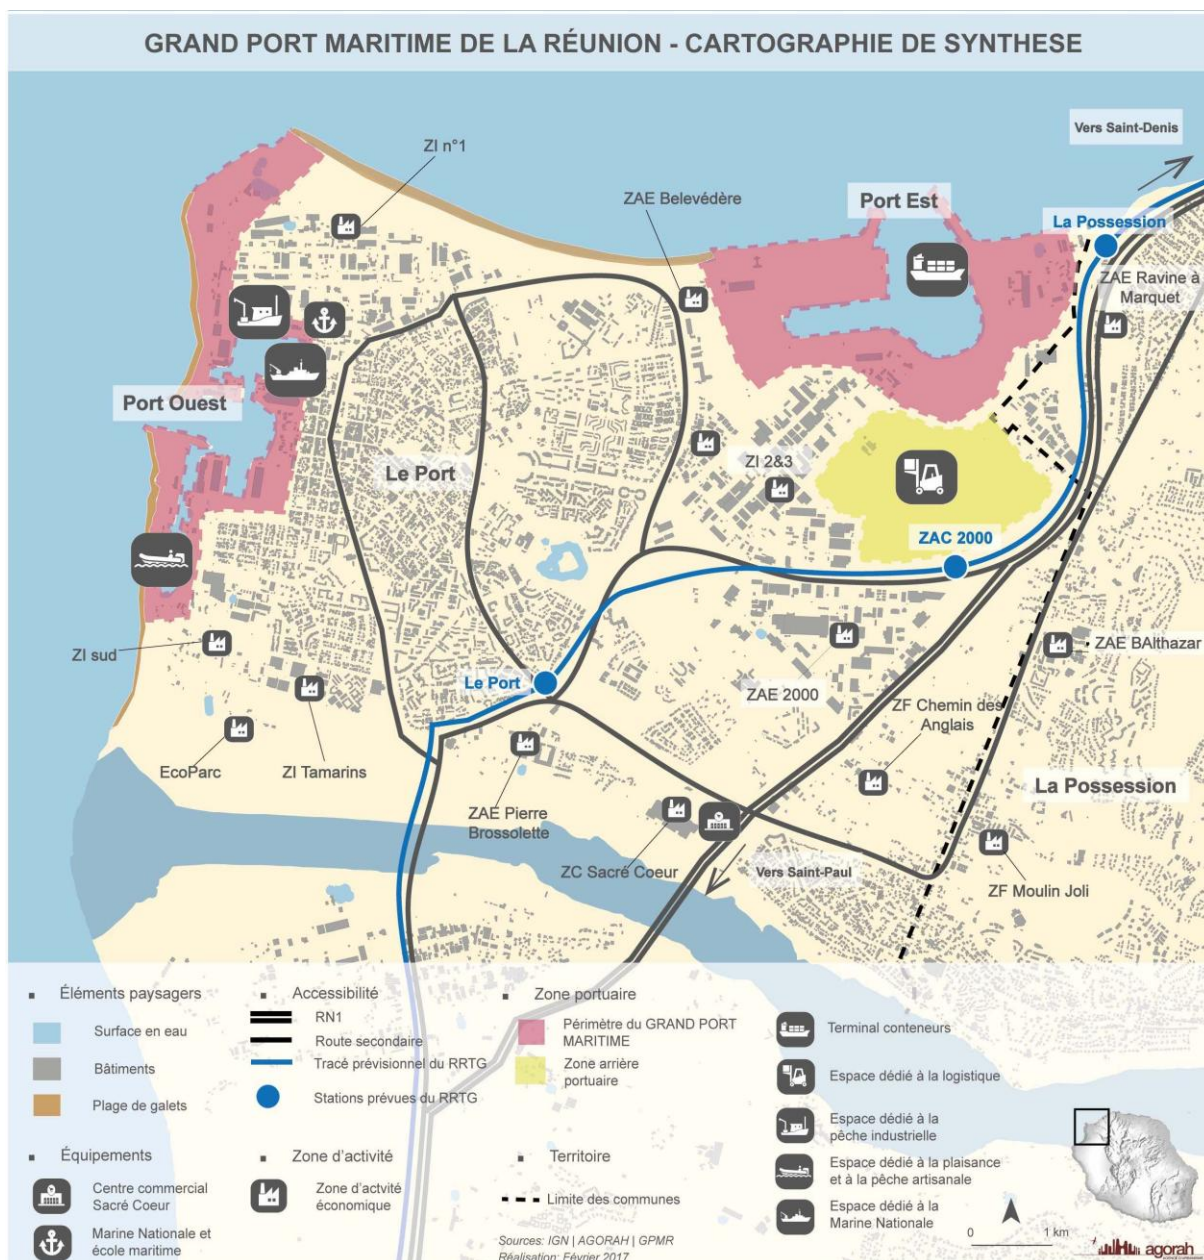 GRAND PORT MARITIME DE LA RÉUNION - CARTOGRAPHIE DE SYNTHESE
Vers Saint-Denis
ZI n°1
ZAE Belevédère
Port Est
La Possession
ZAE Ravine à
Marquet
Port Ouest
Le Port
ZI 2&3
ZAC 2000
ZI sud
ZAE BAlthazar
Le Port
ZAE 2000
ZF Chemin des
Anglais
EcoParc
ZI Tamarins
La Possession
ZAE Pierre
Brossolette
ZC Sacré Coeur
Vers Saint-Paul
ZF Moulin Joli
Éléments paysagers
Surface en eau
Bâtiments
Plage de galets
Accessibilité
RN1
Route secondaire
Tracé prévisionnel du RRTG
Stations prévues du RRTG
Zone portuaire
Périmètre du GRAND PORT
MARITIME
Zone arrière
portuaire
Terminal conteneurs
Espace dédié à la logistique
Espace dédié à la
pêche industrielle
Espace dédié à la plaisance
et à la pêche artisanale
Espace dédié à la
Marine Nationale
Équipements
Centre commercial
Sacré Coeur
Marine Nationale et
école maritime
Zone d'activité
Zone d'actvité
économique
Territoire
Limite des communes
Sources: IGN | AGORAH | GPMR
Réalisation: Février 2017
0 1 km
agorah